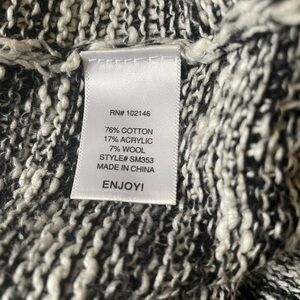 RN# 102146
76% COTTON
17% ACRYLIC
7% WOOL
STYLE# SM353
MADE IN CHINA
ENJOY!